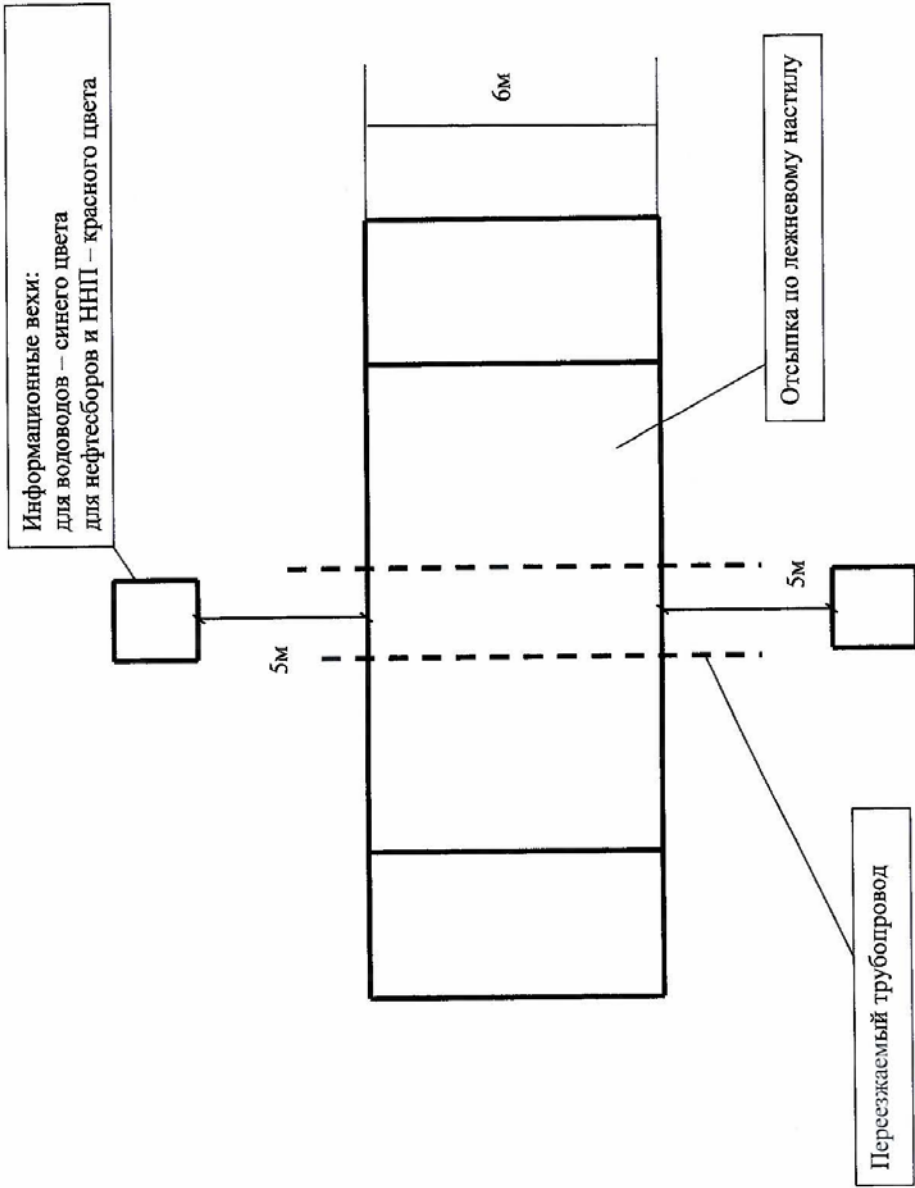 Информационные вехи:
для водоводов – синего цвета
для нефтесборов и ННП – красного цвета
6м
Отсыпка по лежневому настилу
5м
5м
Переезжаемый трубопровод